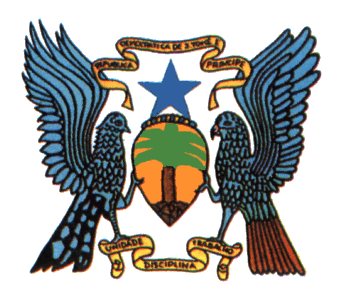 REPUBLICA DEMOCRATICA DE S. TOMÉ E PRINCIPE
UNIDADE DISCIPLINA TRABALHO